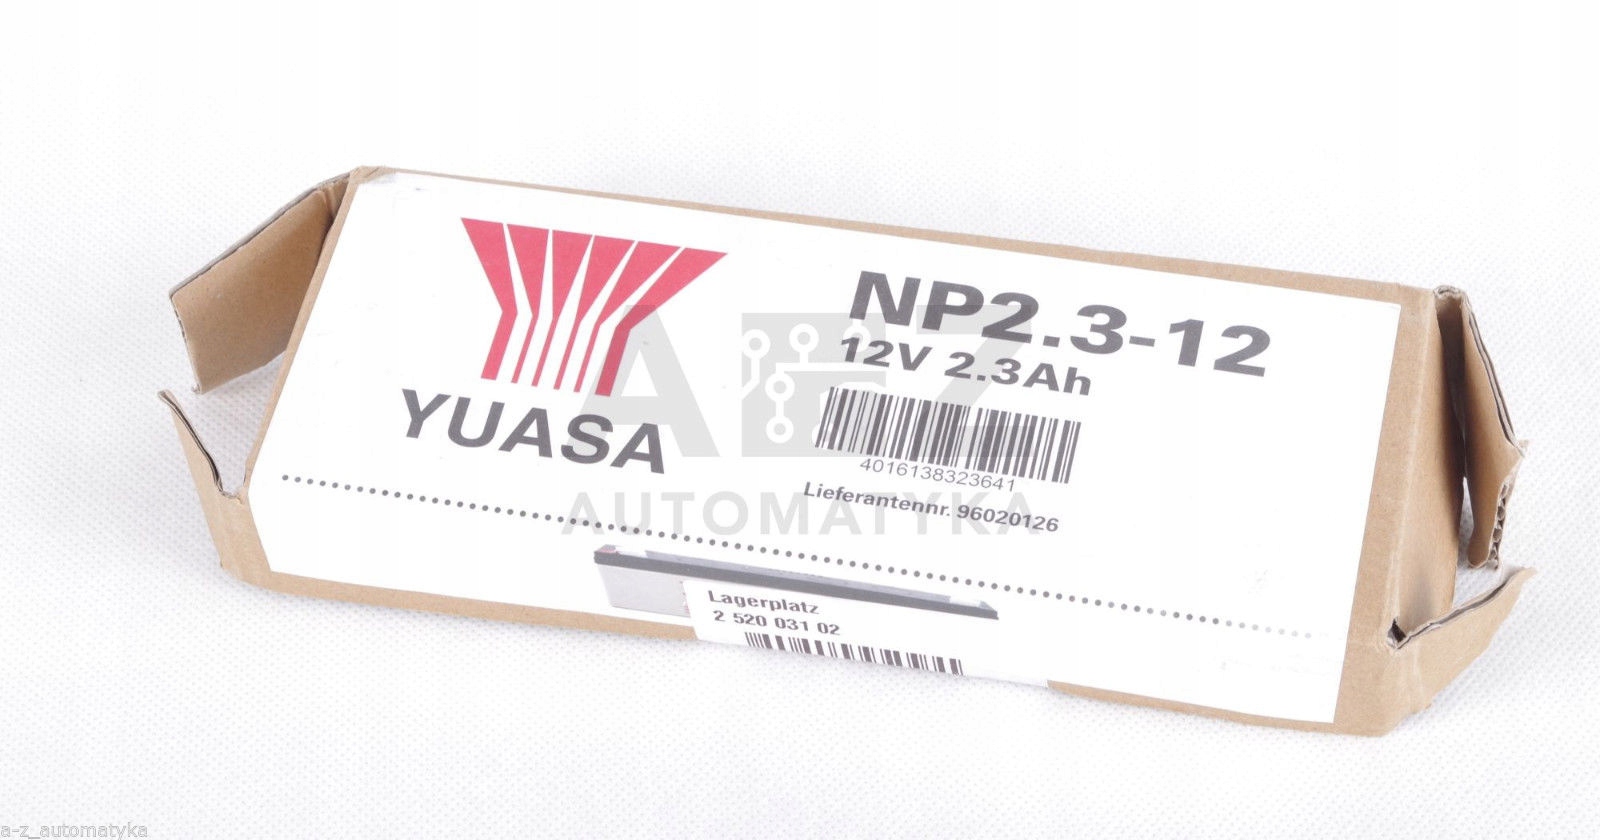 YUASA
NP2.3-12
12V 2.3Ah
4016138323641
Lieferantennr. 96020126
A-Z
AUTOMATYKA
Lagerplatz
2 520 031 02
a-z_automatyka